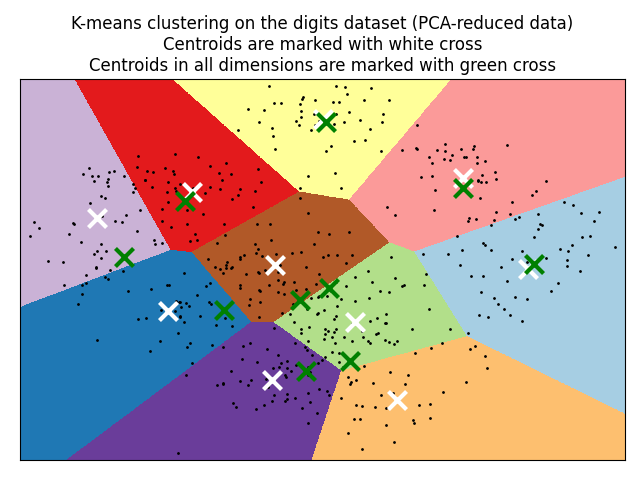 K-means clustering on the digits dataset (PCA-reduced data)
Centroids are marked with white cross
Centroids in all dimensions are marked with green cross